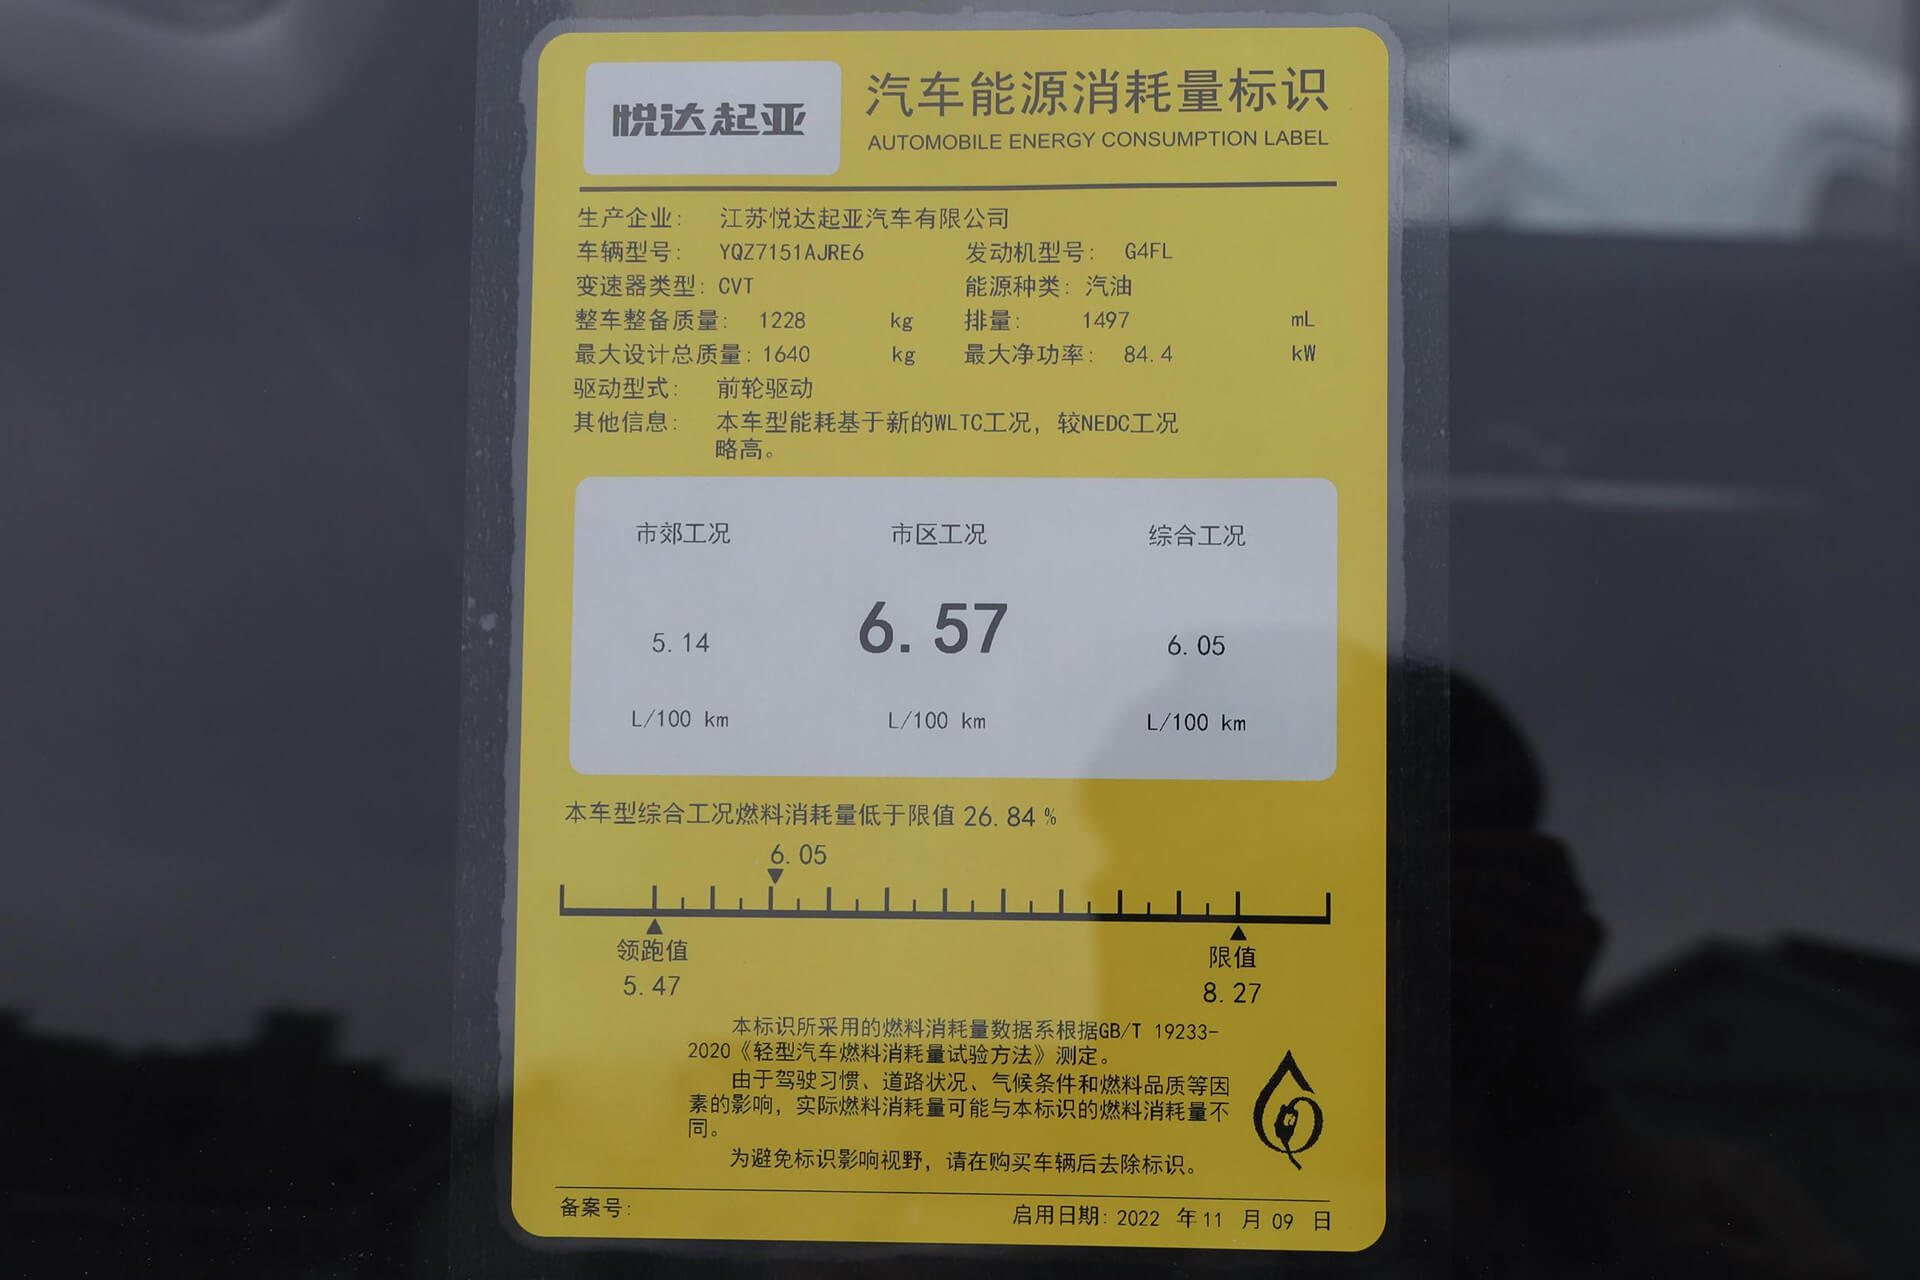 悦达起亚
汽车能源消耗量标识
AUTOMOBILE ENERGY CONSUMPTION LABEL
生产企业: 江苏悦达起亚汽车有限公司
车辆型号: YQZ7151AJRE6 发动机型号: G4FL
变速器类型: CVT 能源种类: 汽油
整车整备质量: 1228 kg 排量: 1497 mL
最大设计总质量: 1640 kg 最大净功率: 84.4 kW
驱动型式: 前轮驱动
其他信息: 本车型能耗基于新的WLTC工况，较NEDC工况
略高。
市郊工况 市区工况 综合工况
5.14 6.57 6.05
L/100 km L/100 km L/100 km
本车型综合工况燃料消耗量低于限值 26.84 %
6.05
领跑值 限值
5.47 8.27
本标识所采用的燃料消耗量数据系根据GB/T 19233-
2020《轻型汽车燃料消耗量试验方法》测定。
由于驾驶习惯、道路状况、气候条件和燃料品质等因
素的影响，实际燃料消耗量可能与本标识的燃料消耗量不
同。
为避免标识影响视野，请在购买车辆后去除标识。
备案号:
启用日期: 2022 年 11 月 09 日